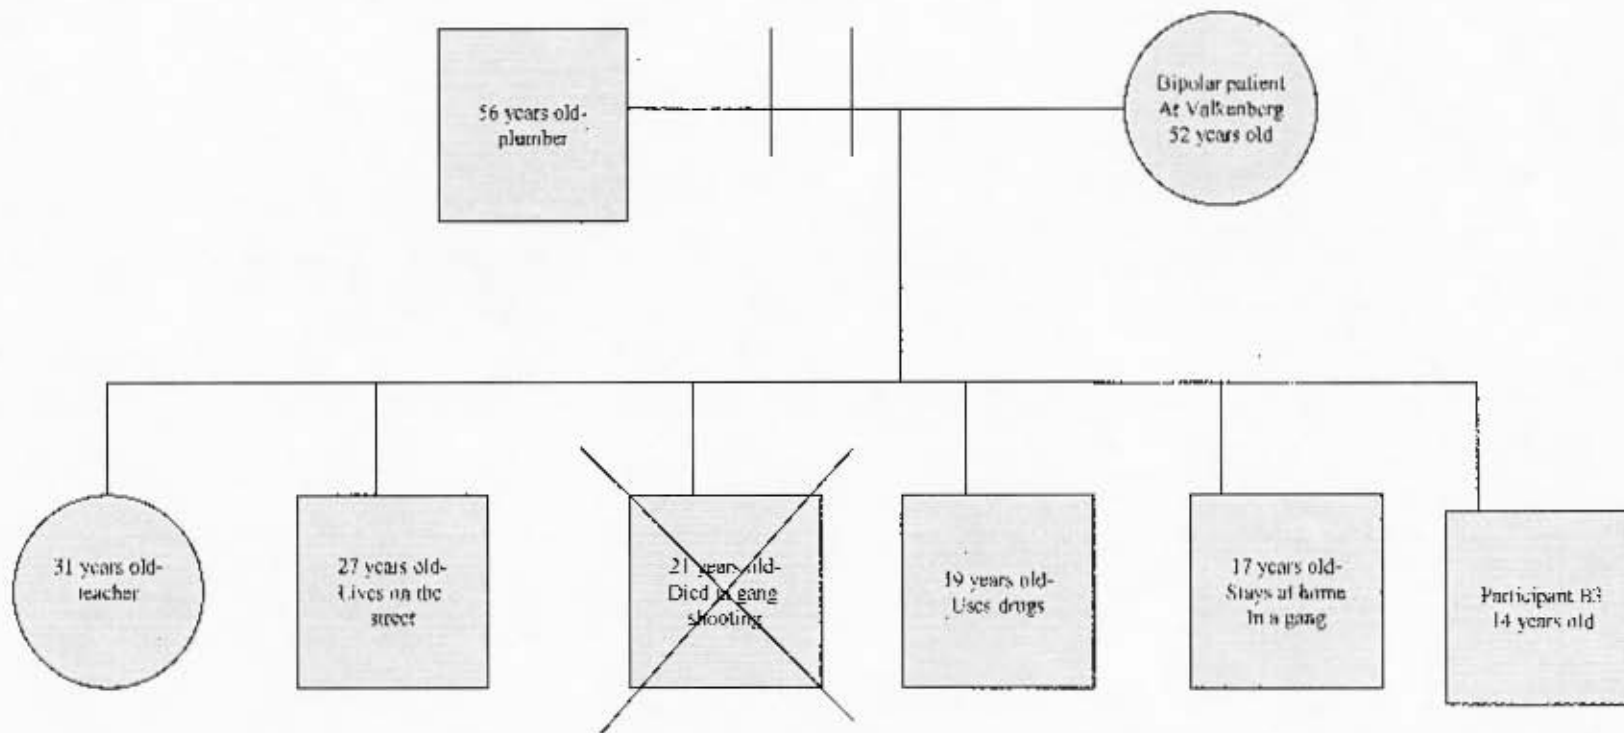 56 years old-
plumber
Bipolar patient
At Valkenberg
52 years old
31 years old-
teacher
27 years old-
Lives on the
street
21 years old-
Died in gang
shooting
19 years old-
Uses drugs
17 years old-
Stays at home
In a gang
Participant B3
14 years old